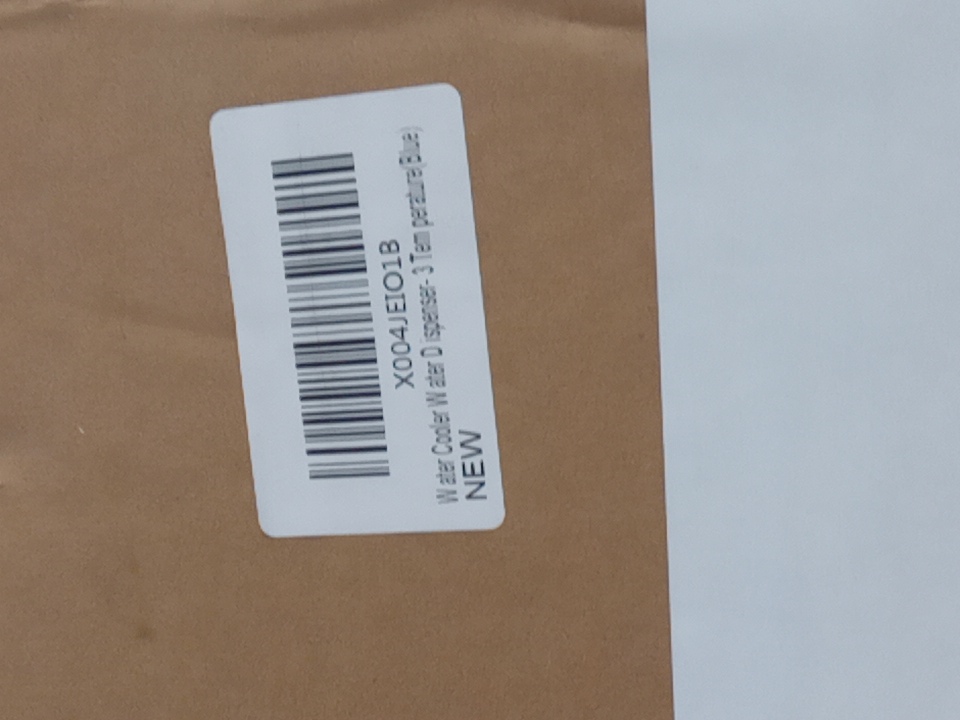 X004JEIO1B
Water Cooler Water Dispenser- 3 Temperature(Blue)
NEW